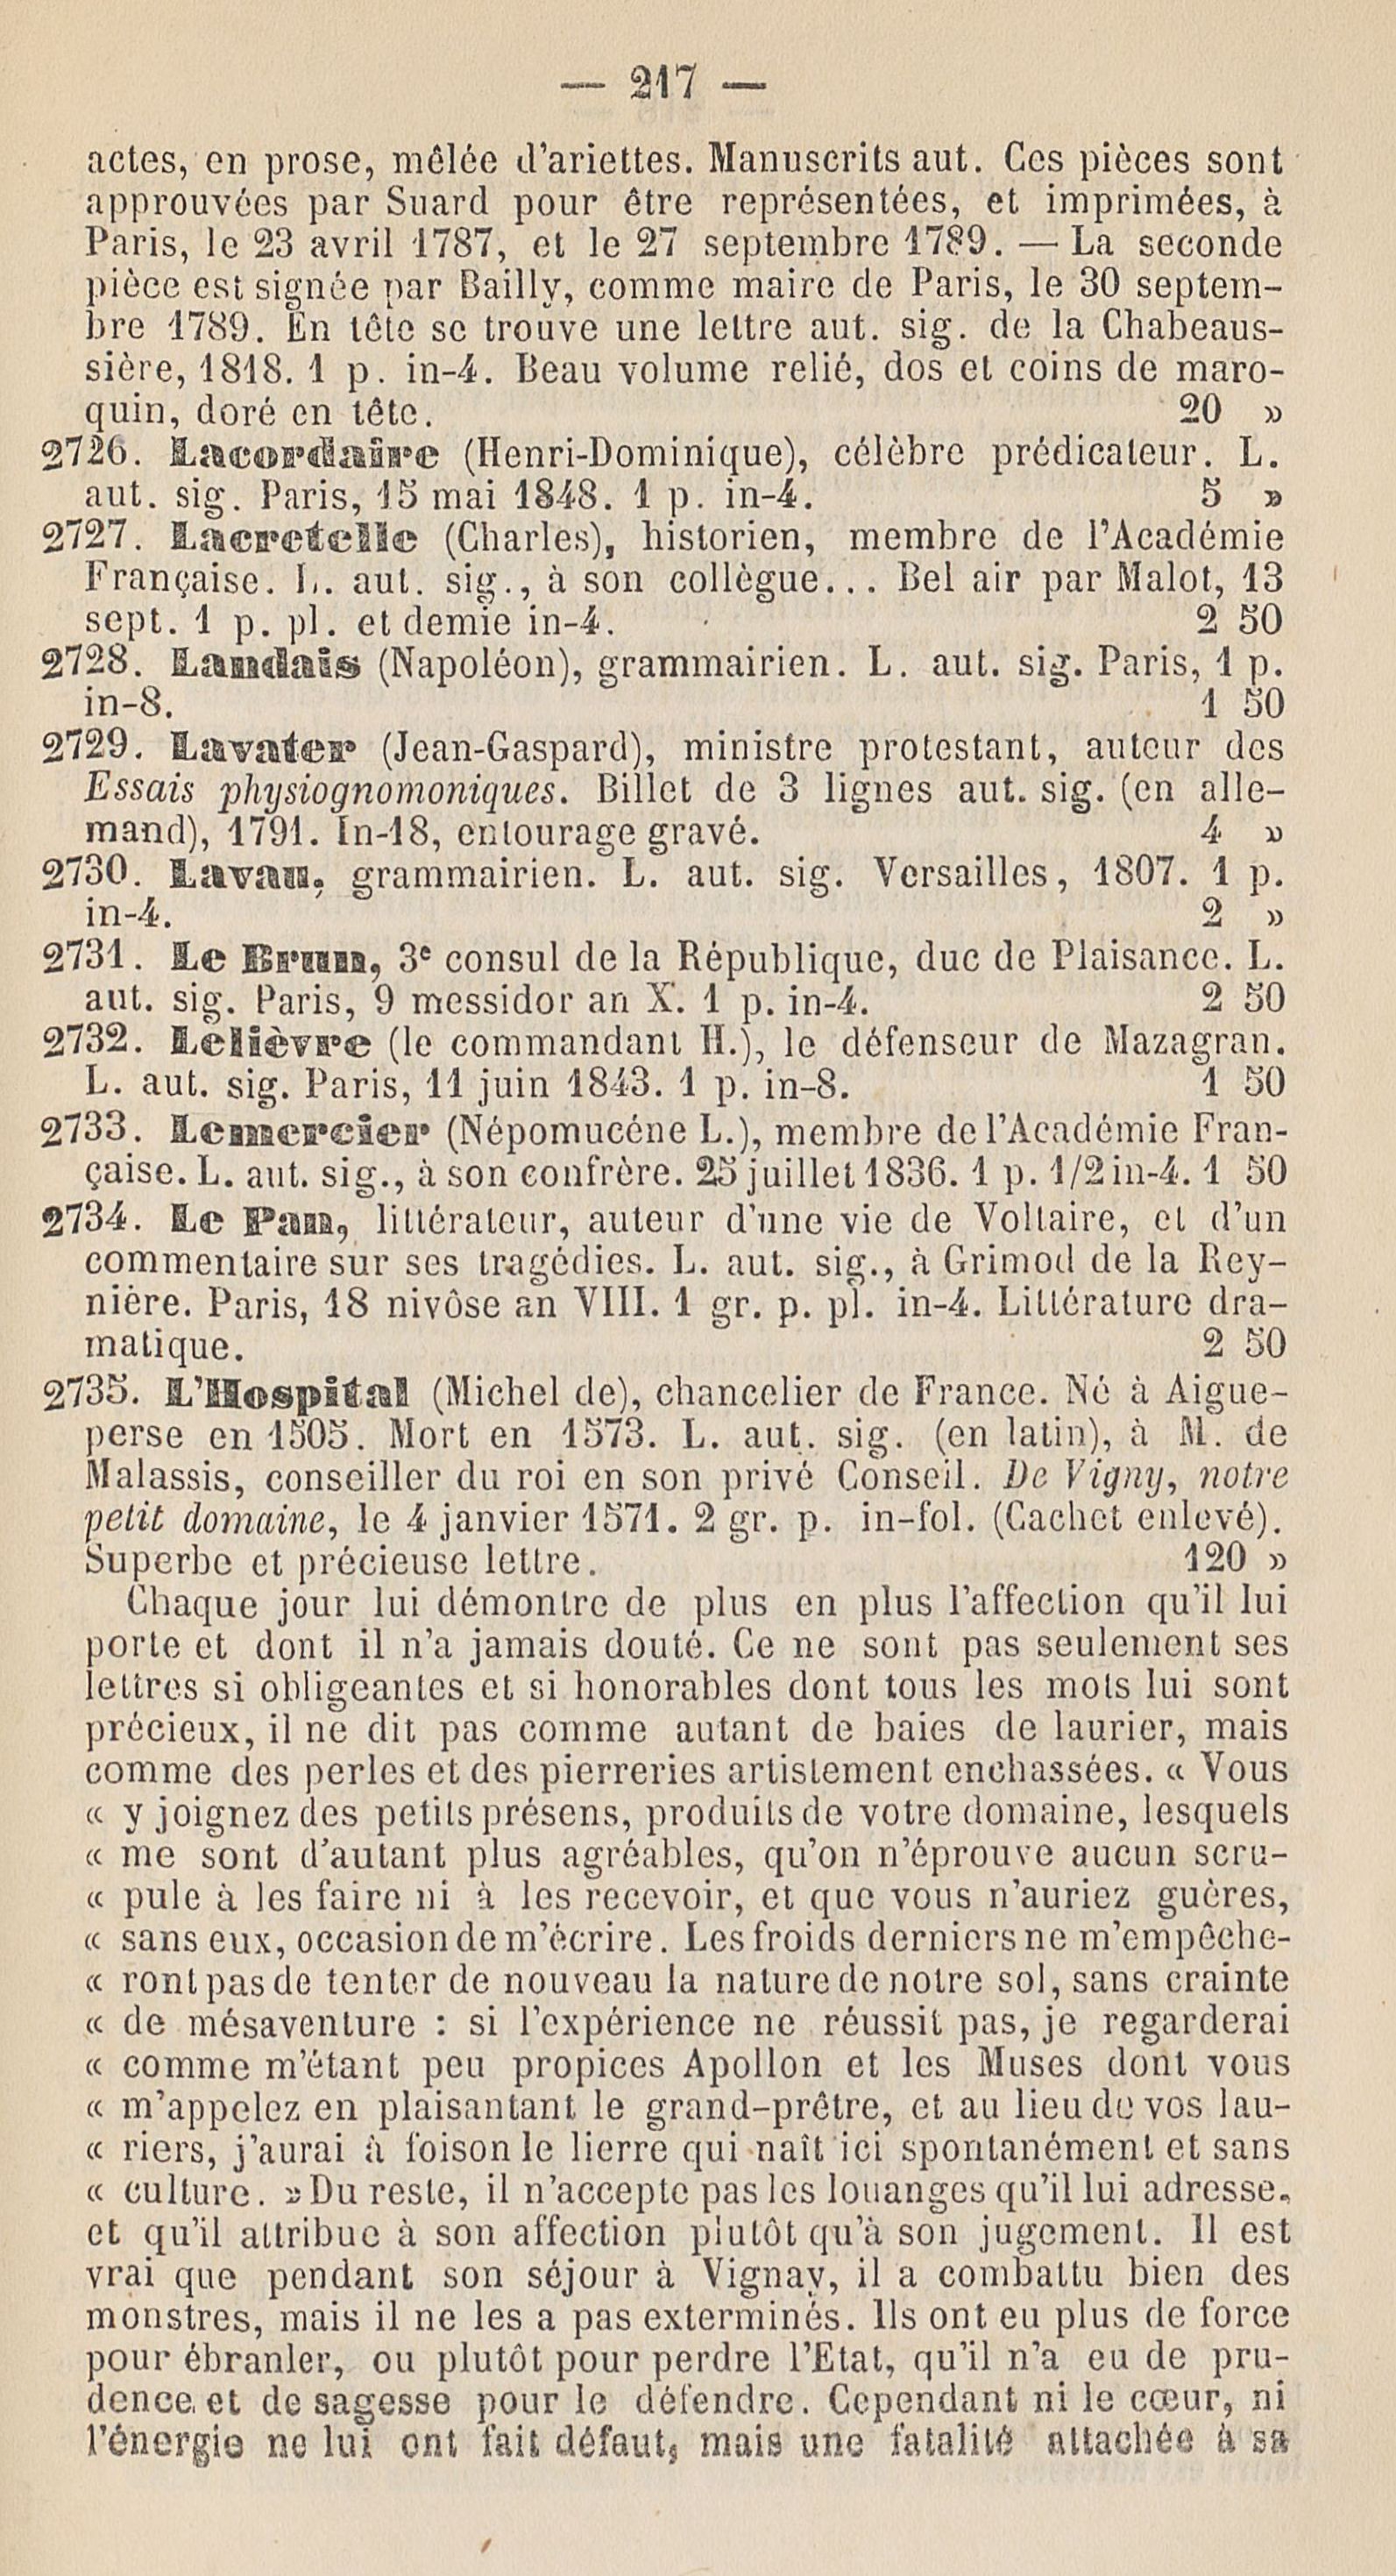 — 217 —
actes, en prose, mêlée d'ariettes. Manuscrits aut. Ces pièces sont
approuvées par Suard pour être représentées, et imprimées, à
Paris, le 23 avril 1787, et le 27 septembre 1789. — La seconde
pièce est signée par Bailly, comme maire de Paris, le 30 septem-
bre 1789. En tête se trouve une lettre aut. sig. de la Chabeaus-
sière, 1818. 1 p. in-4. Beau volume relié, dos et coins de maro-
quin, doré en tête. 20 »
2726. Lacordaire (Henri-Dominique), célèbre prédicateur. L.
aut. sig. Paris, 15 mai 1848. 1 p. in-4. 5 »
2727. Lacretelle (Charles), historien, membre de l'Académie
Française. L. aut. sig., à son collègue... Bel air par Malot, 13
sept. 1 p. pl. et demie in-4. 2 50
2728. Landais (Napoléon), grammairien. L. aut. sig. Paris, 1 p.
in-8. 1 50
2729. Lavater (Jean-Gaspard), ministre protestant, auteur des
Essais physiognomoniques. Billet de 3 lignes aut. sig. (en alle-
mand), 1791. In-18, entourage gravé. 4 »
2730. Lavau, grammairien. L. aut. sig. Versailles, 1807. 1 p.
in-4. 2 »
2731. Le Brun, 3e consul de la République, duc de Plaisance. L.
aut. sig. Paris, 9 messidor an X. 1 p. in-4. 2 50
2732. Lelièvre (le commandant H.), le défenseur de Mazagran.
L. aut. sig. Paris, 11 juin 1843. 1 p. in-8. 1 50
2733. Lemercier (Népomucéne L.), membre de l'Académie Fran-
çaise. L. aut. sig., à son confrère. 25 juillet 1836. 1 p. 1/2 in-4. 1 50
2734. Le Pan, littérateur, auteur d'une vie de Voltaire, et d'un
commentaire sur ses tragédies. L. aut. sig., à Grimod de la Rey-
nière. Paris, 18 nivôse an VIII. 1 gr. p. pl. in-4. Littérature dra-
matique. 2 50
2735. L'Hospital (Michel de), chancelier de France. Né à Aigue-
perse en 1505. Mort en 1573. L. aut. sig. (en latin), à M. de
Malassis, conseiller du roi en son privé Conseil. De Vigny, notre
petit domaine, le 4 janvier 1571. 2 gr. p. in-fol. (Cachet enlevé).
Superbe et précieuse lettre. 120 »
Chaque jour lui démontre de plus en plus l'affection qu'il lui
porte et dont il n'a jamais douté. Ce ne sont pas seulement ses
lettres si obligeantes et si honorables dont tous les mots lui sont
précieux, il ne dit pas comme autant de baies de laurier, mais
comme des perles et des pierreries artistement enchassées. « Vous
« y joignez des petits présens, produits de votre domaine, lesquels
« me sont d'autant plus agréables, qu'on n'éprouve aucun scru-
« pule à les faire ni à les recevoir, et que vous n'auriez guères,
« sans eux, occasion de m'écrire. Les froids derniers ne m'empêche-
« ront pas de tenter de nouveau la nature de notre sol, sans crainte
« de mésaventure : si l'expérience ne réussit pas, je regarderai
« comme m'étant peu propices Apollon et les Muses dont vous
« m'appelez en plaisantant le grand-prêtre, et au lieu de vos lau-
« riers, j'aurai à foison le lierre qui naît ici spontanément et sans
« culture. » Du reste, il n'accepte pas les louanges qu'il lui adresse,
et qu'il attribue à son affection plutôt qu'à son jugement. Il est
vrai que pendant son séjour à Vignay, il a combattu bien des
monstres, mais il ne les a pas exterminés. Ils ont eu plus de force
pour ébranler, ou plutôt pour perdre l'Etat, qu'il n'a eu de pru-
dence et de sagesse pour le défendre. Cependant ni le cœur, ni
l'énergie ne lui ont fait défaut, mais une fatalité attachée à sa